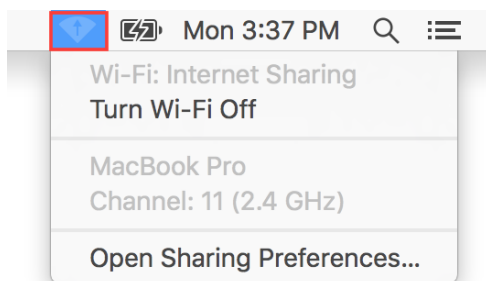 Mon 3:37 PM
Wi-Fi: Internet Sharing
Turn Wi-Fi Off
MacBook Pro
Channel: 11 (2.4 GHz)
Open Sharing Preferences...